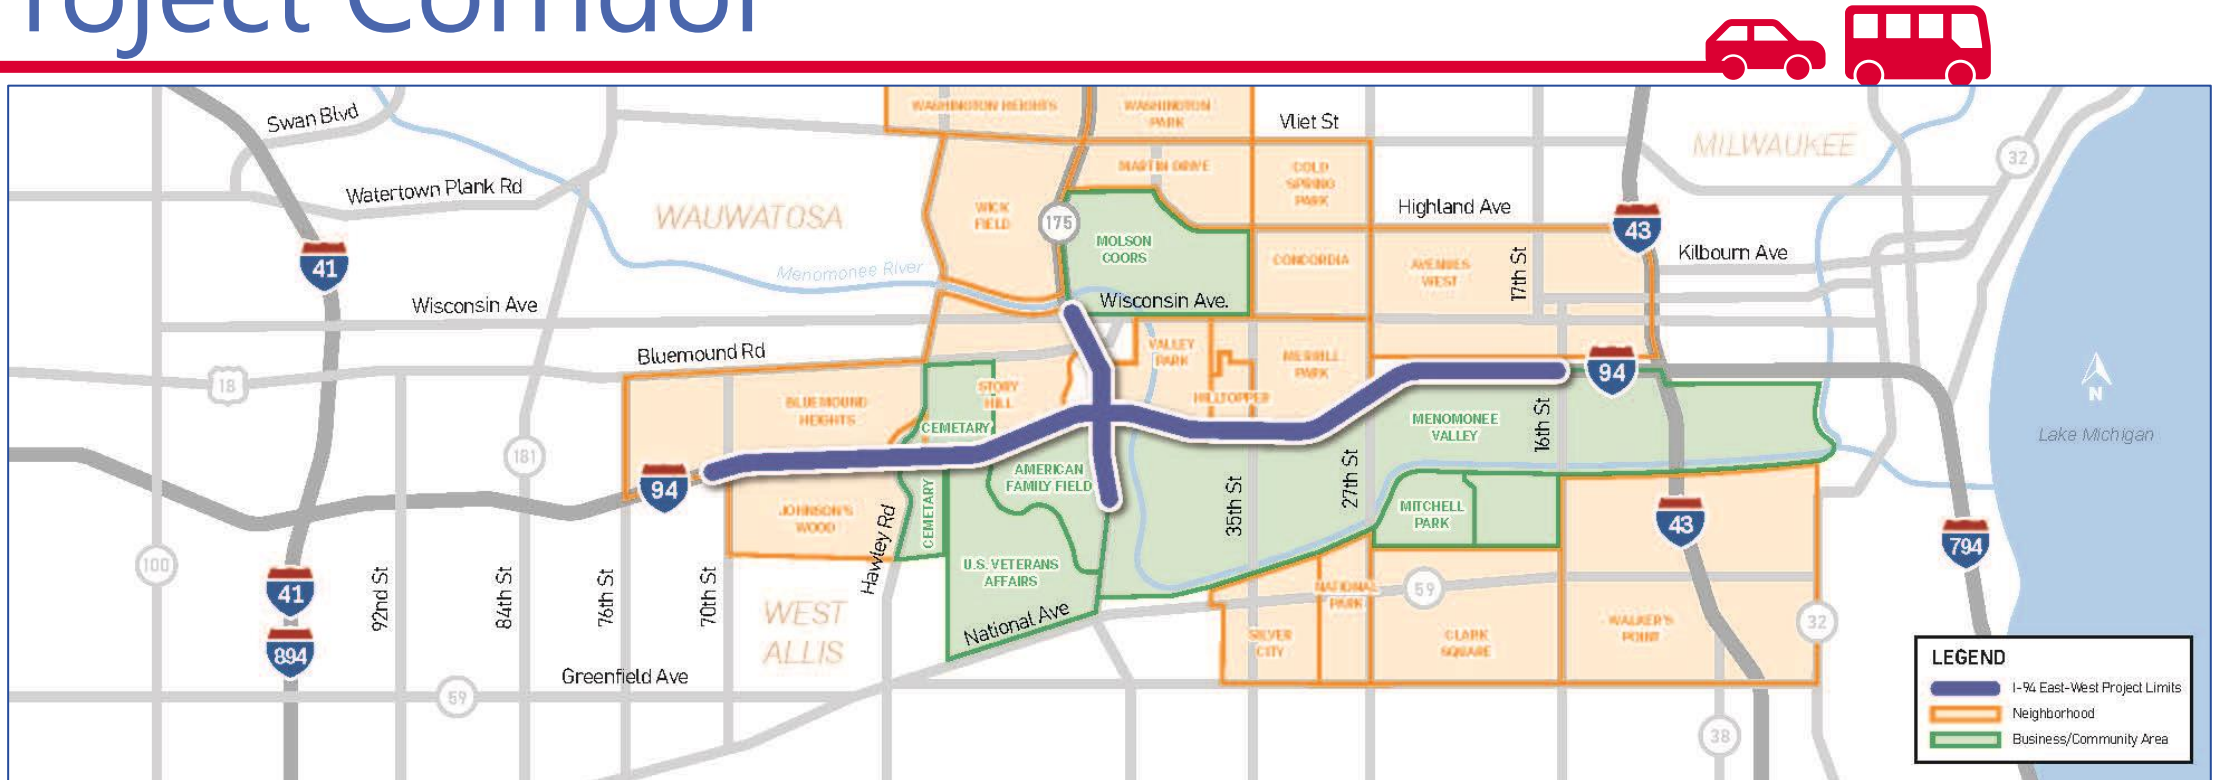 roject Corridor
WASHINGTON HEIGHTS
WASHINGTON
PARK
Swan Blvd
Vliet St
MILWAUKEE
32
MARTIN DRIVE
COLD
SPRING
PARK
Watertown Plank Rd
WAUWATOSA
WICK
FIELD
175
Highland Ave
43
Kilbourn Ave
41
MOLSON
COORS
CONCORDIA
AVENUES
WEST
17th St
Menomonee River
Wisconsin Ave
Wisconsin Ave.
Bluemound Rd
VALLEY
PARK
MERRILL
PARK
94
18
N
STORY
HILL
HILLTOPPER
BLUEMOUND
HEIGHTS
CEMETARY
MENOMONEE
VALLEY
16th St
Lake Michigan
181
94
AMERICAN
FAMILY FIELD
CEMETARY
35th St
27th St
MITCHELL
PARK
43
794
JOHNSON'S
WOOD
Hawley Rd
100
U.S. VETERANS
AFFAIRS
41
92nd St
84th St
76th St
70th St
NATIONAL
PARK
59
WEST
ALLIS
National Ave
SILVER
CITY
CLARK
SQUARE
WALKER'S
POINT
32
894
Greenfield Ave
59
38
LEGEND
I-94 East-West Project Limits
Neighborhood
Business/Community Area